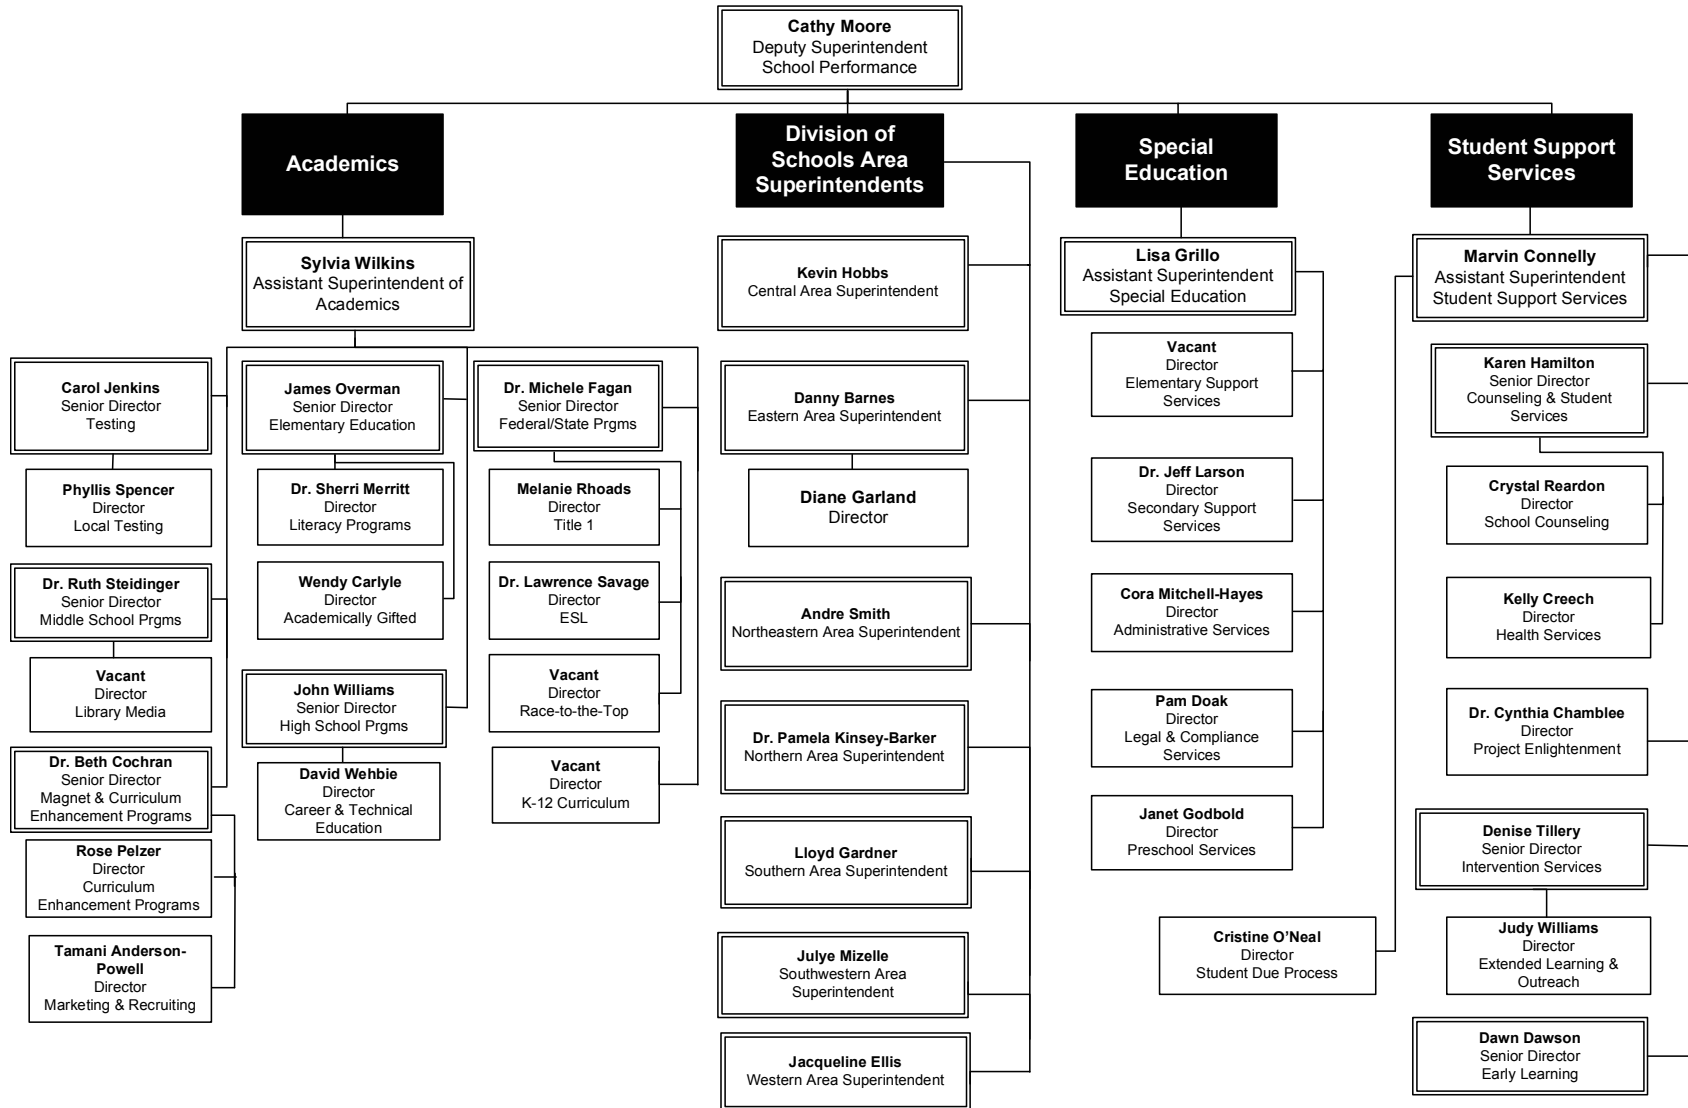 Cathy Moore
Deputy Superintendent
School Performance
Academics
Sylvia Wilkins
Assistant Superintendent of
Academics
Carol Jenkins
Senior Director
Testing
Phyllis Spencer
Director
Local Testing
Dr. Ruth Steidinger
Senior Director
Middle School Prgms
Vacant
Director
Library Media
Dr. Beth Cochran
Senior Director
Magnet & Curriculum
Enhancement Programs
Rose Pelzer
Director
Curriculum
Enhancement Programs
Tamani Anderson-
Powell
Director
Marketing & Recruiting
James Overman
Senior Director
Elementary Education
Dr. Sherri Merritt
Director
Literacy Programs
Wendy Carlyle
Director
Academically Gifted
John Williams
Senior Director
High School Prgms
David Wehbie
Director
Career & Technical
Education
Dr. Michele Fagan
Senior Director
Federal/State Prgms
Melanie Rhoads
Director
Title 1
Dr. Lawrence Savage
Director
ESL
Vacant
Director
Race-to-the-Top
Vacant
Director
K-12 Curriculum
Division of
Schools Area
Superintendents
Kevin Hobbs
Central Area Superintendent
Danny Barnes
Eastern Area Superintendent
Diane Garland
Director
Andre Smith
Northeastern Area Superintendent
Dr. Pamela Kinsey-Barker
Northern Area Superintendent
Lloyd Gardner
Southern Area Superintendent
Julye Mizelle
Southwestern Area
Superintendent
Jacqueline Ellis
Western Area Superintendent
Special
Education
Lisa Grillo
Assistant Superintendent
Special Education
Vacant
Director
Elementary Support
Services
Dr. Jeff Larson
Director
Secondary Support
Services
Cora Mitchell-Hayes
Director
Administrative Services
Pam Doak
Director
Legal & Compliance
Services
Janet Godbold
Director
Preschool Services
Student Support
Services
Marvin Connelly
Assistant Superintendent
Student Support Services
Karen Hamilton
Senior Director
Counseling & Student
Services
Crystal Reardon
Director
School Counseling
Kelly Creech
Director
Health Services
Dr. Cynthia Chamblee
Director
Project Enlightenment
Denise Tillery
Senior Director
Intervention Services
Judy Williams
Director
Extended Learning &
Outreach
Cristine O’Neal
Director
Student Due Process
Dawn Dawson
Senior Director
Early Learning